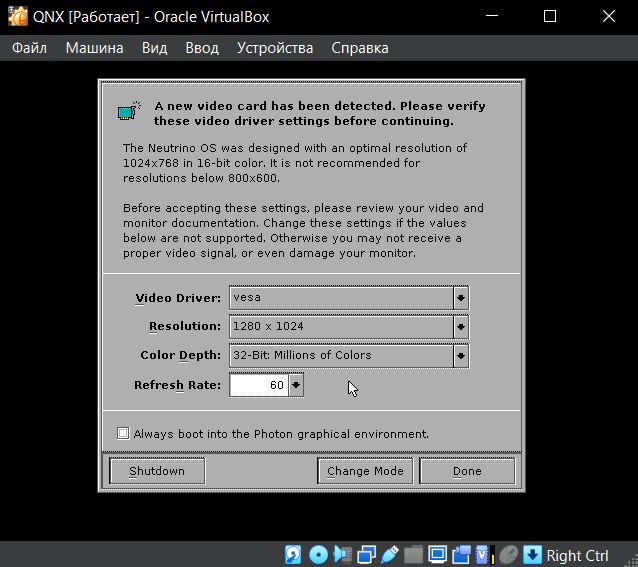 QNX [Работает] - Oracle VirtualBox
Файл Машина Вид Ввод Устройства Справка
A new video card has been detected. Please verify
these video driver settings before continuing.
The Neutrino OS was designed with an optimal resolution of
1024x768 in 16-bit color. It is not recommended for
resolutions below 800x600.
Before accepting these settings, please review your video and
monitor documentation. Change these settings if the values
below are not supported. Otherwise you may not receive a
proper video signal, or even damage your monitor.
Video Driver: vesa
Resolution: 1280 x 1024
Color Depth: 32-Bit: Millions of Colors
Refresh Rate: 60
Always boot into the Photon graphical environment.
Shutdown Change Mode Done
Right Ctrl